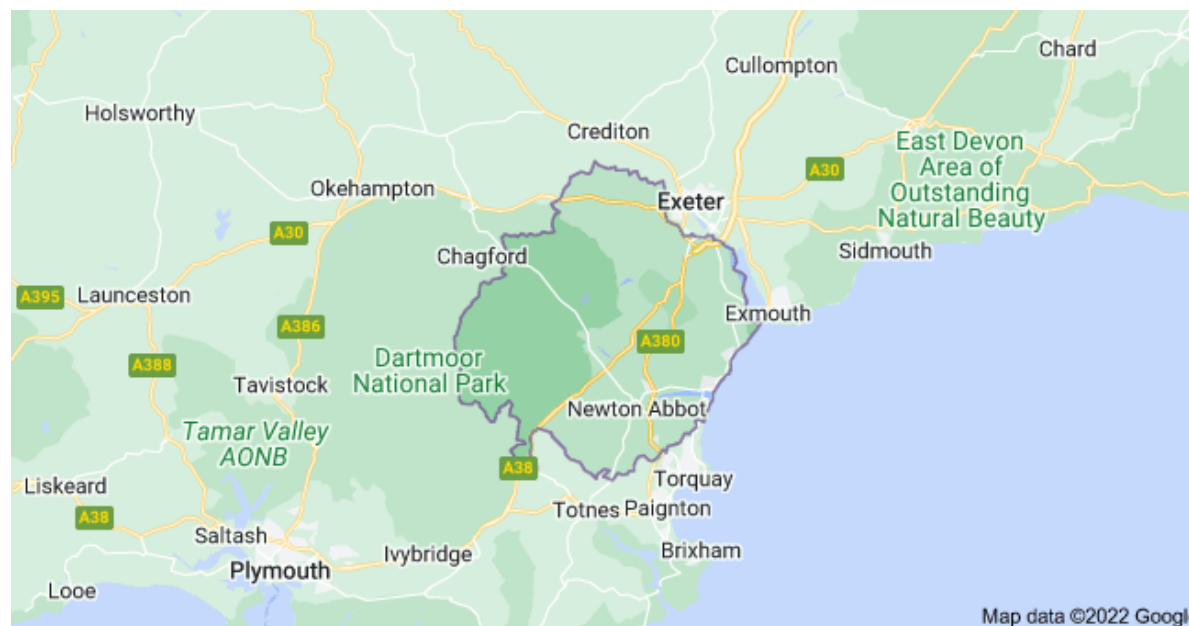 Chard
Cullompton
Holsworthy
Crediton
East Devon
Area of
Outstanding
Natural Beauty
A30
Okehampton
Exeter
A30
Sidmouth
Chagford
A395
Launceston
Exmouth
A386
A380
A388
Dartmoor
National Park
Tavistock
Newton Abbot
Tamar Valley
AONB
A38
Torquay
Liskeard
A38
Totnes
Paignton
Saltash
Ivybridge
Brixham
Plymouth
Looe
Map data ©2022 Googl